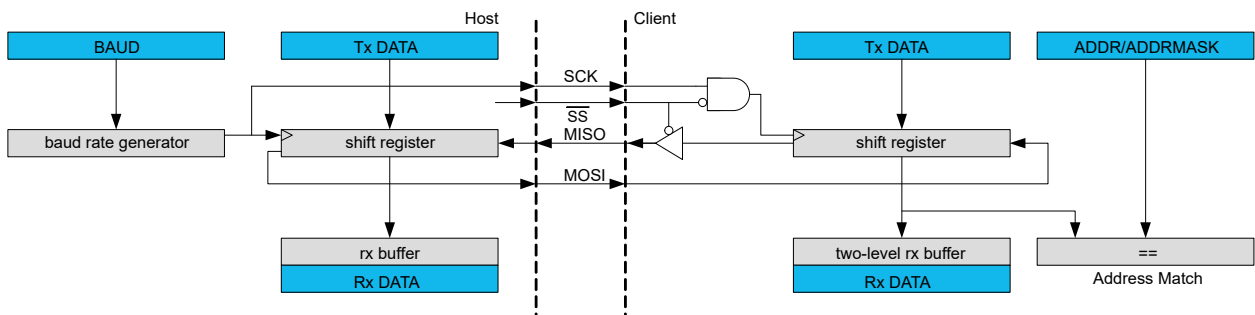 Host
Client
BAUD
Tx DATA
Tx DATA
ADDR/ADDRMASK
SCK
SS
baud rate generator
shift register
MISO
shift register
MOSI
rx buffer
two-level rx buffer
==
Rx DATA
Rx DATA
Address Match